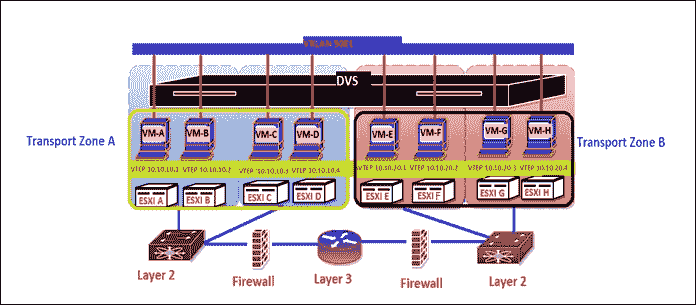 VXLAN 5001
DVS
VM-A VM-B VM-C VM-D VM-E VM-F VM-G VM-H
Transport Zone A
Transport Zone B
VTEP 10.10.10.1 VTEP 10.10.10.2 VTEP 10.10.10.3 VTEP 10.10.10.4 VTEP 10.10.20.1 VTEP 10.10.20.2 VTEP 10.10.20.3 VTEP 10.10.20.4
ESXI A ESXI B ESXI C ESXI D ESXI E ESXI F ESXI G ESXI H
Layer 2 Firewall Layer 3 Firewall Layer 2